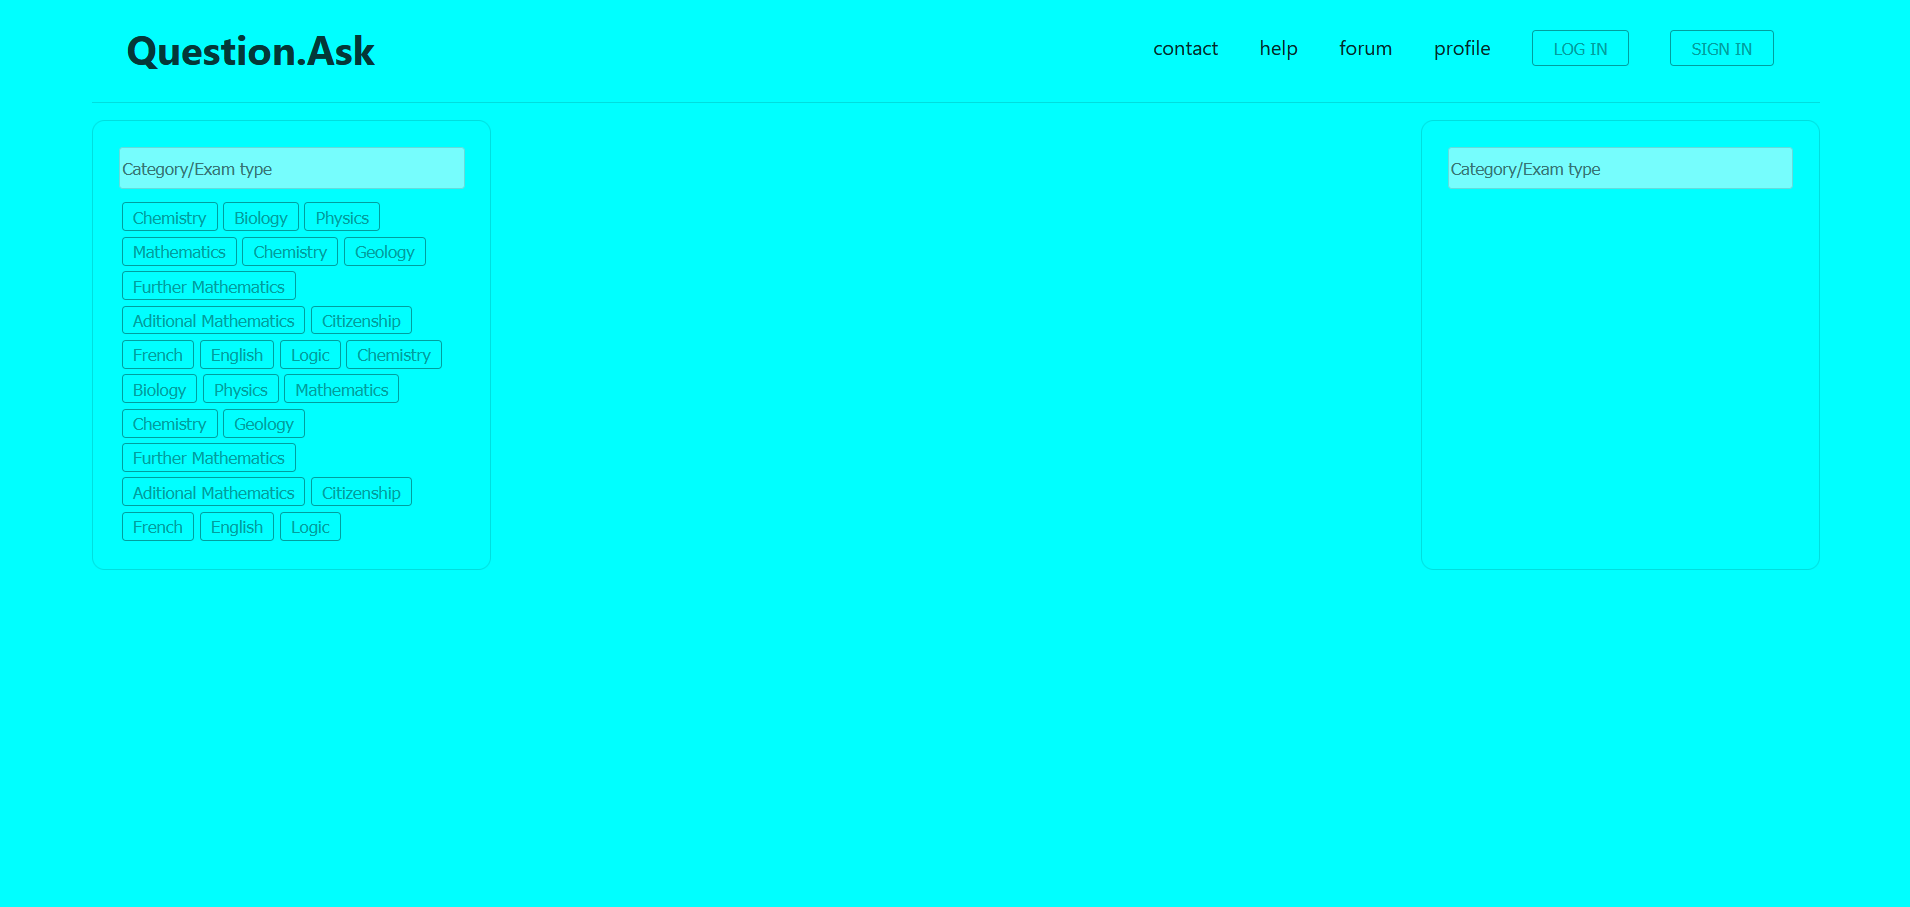 Question.Ask
contact help forum profile LOG IN SIGN IN
Category/Exam type
Chemistry Biology Physics
Mathematics Chemistry Geology
Further Mathematics
Aditional Mathematics Citizenship
French English Logic Chemistry
Biology Physics Mathematics
Chemistry Geology
Further Mathematics
Aditional Mathematics Citizenship
French English Logic
Category/Exam type